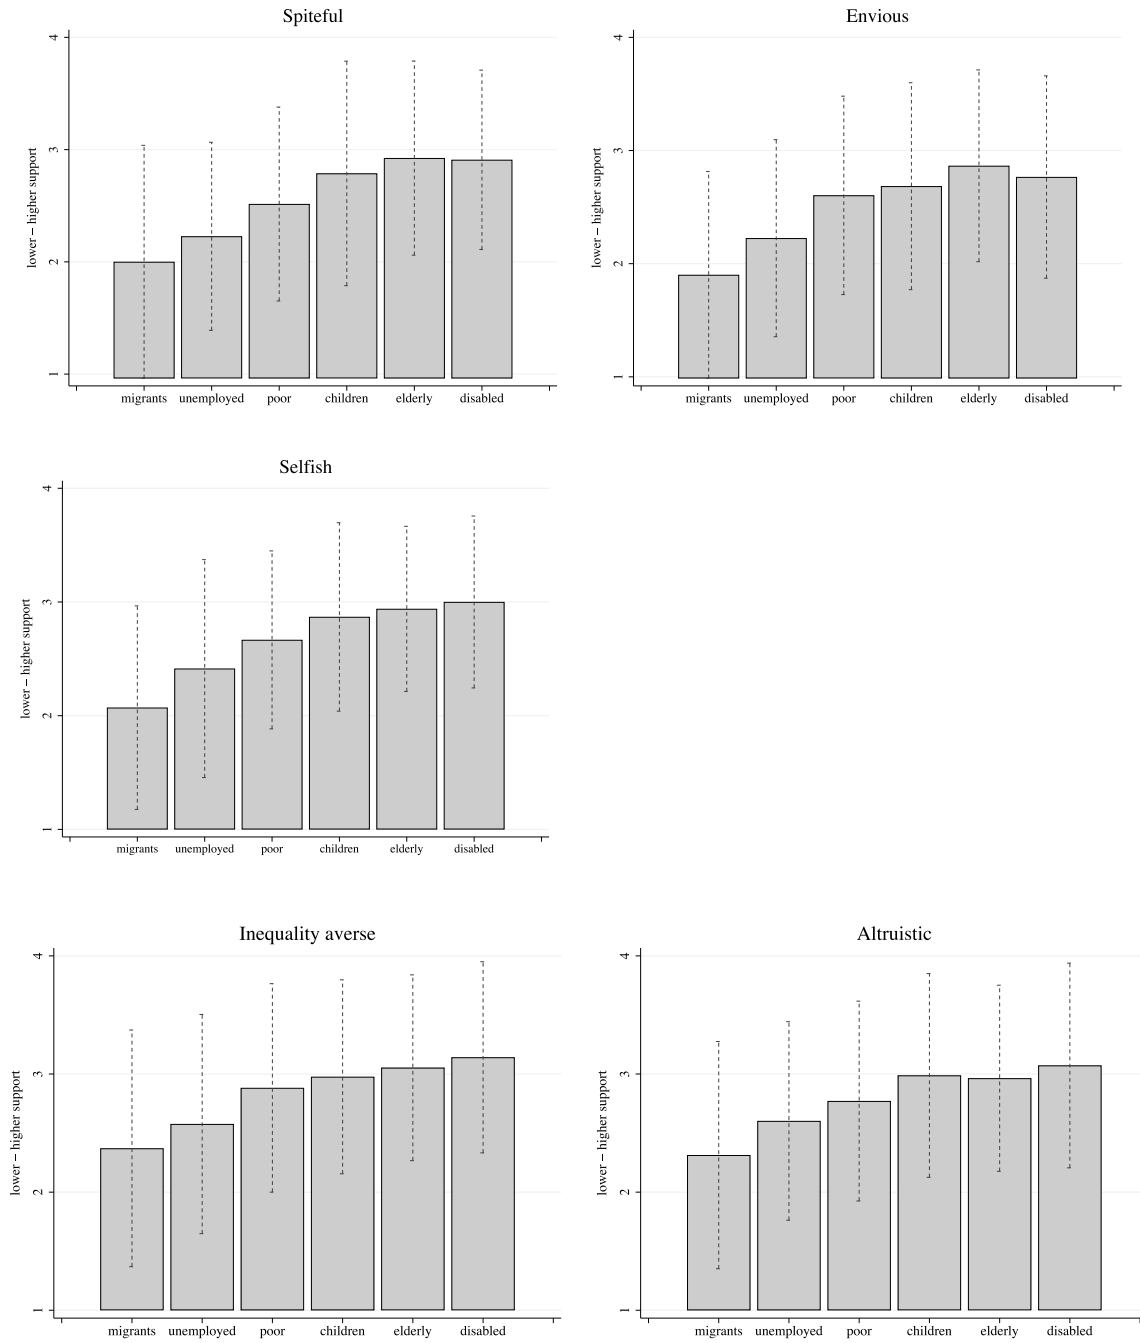 Spiteful
4
3
2
1
lower – higher support
migrants unemployed poor children elderly disabled
Envious
4
3
2
1
lower – higher support
migrants unemployed poor children elderly disabled
Selfish
4
3
2
1
lower – higher support
migrants unemployed poor children elderly disabled
Inequality averse
4
3
2
1
lower – higher support
migrants unemployed poor children elderly disabled
Altruistic
4
3
2
1
lower – higher support
migrants unemployed poor children elderly disabled